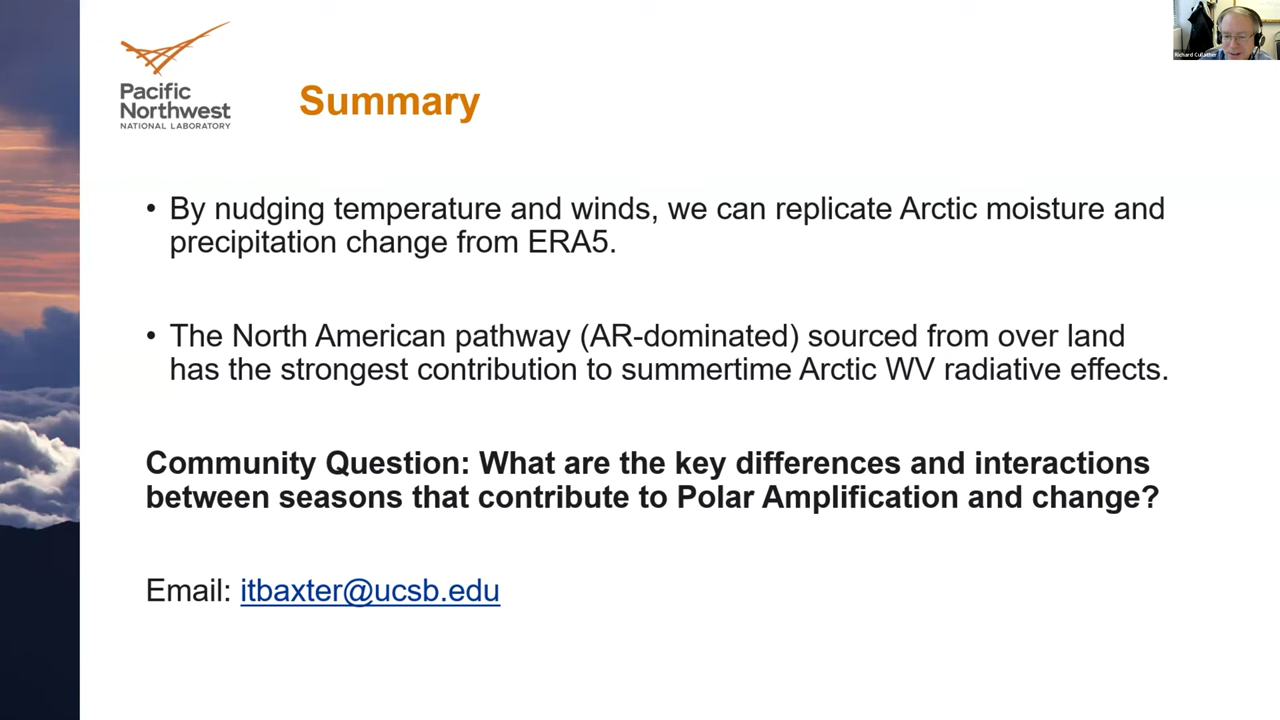 Pacific
Northwest
NATIONAL LABORATORY
Summary
• By nudging temperature and winds, we can replicate Arctic moisture and
precipitation change from ERA5.
• The North American pathway (AR-dominated) sourced from over land
has the strongest contribution to summertime Arctic WV radiative effects.
Community Question: What are the key differences and interactions
between seasons that contribute to Polar Amplification and change?
Email: itbaxter@ucsb.edu
Richard Cullather